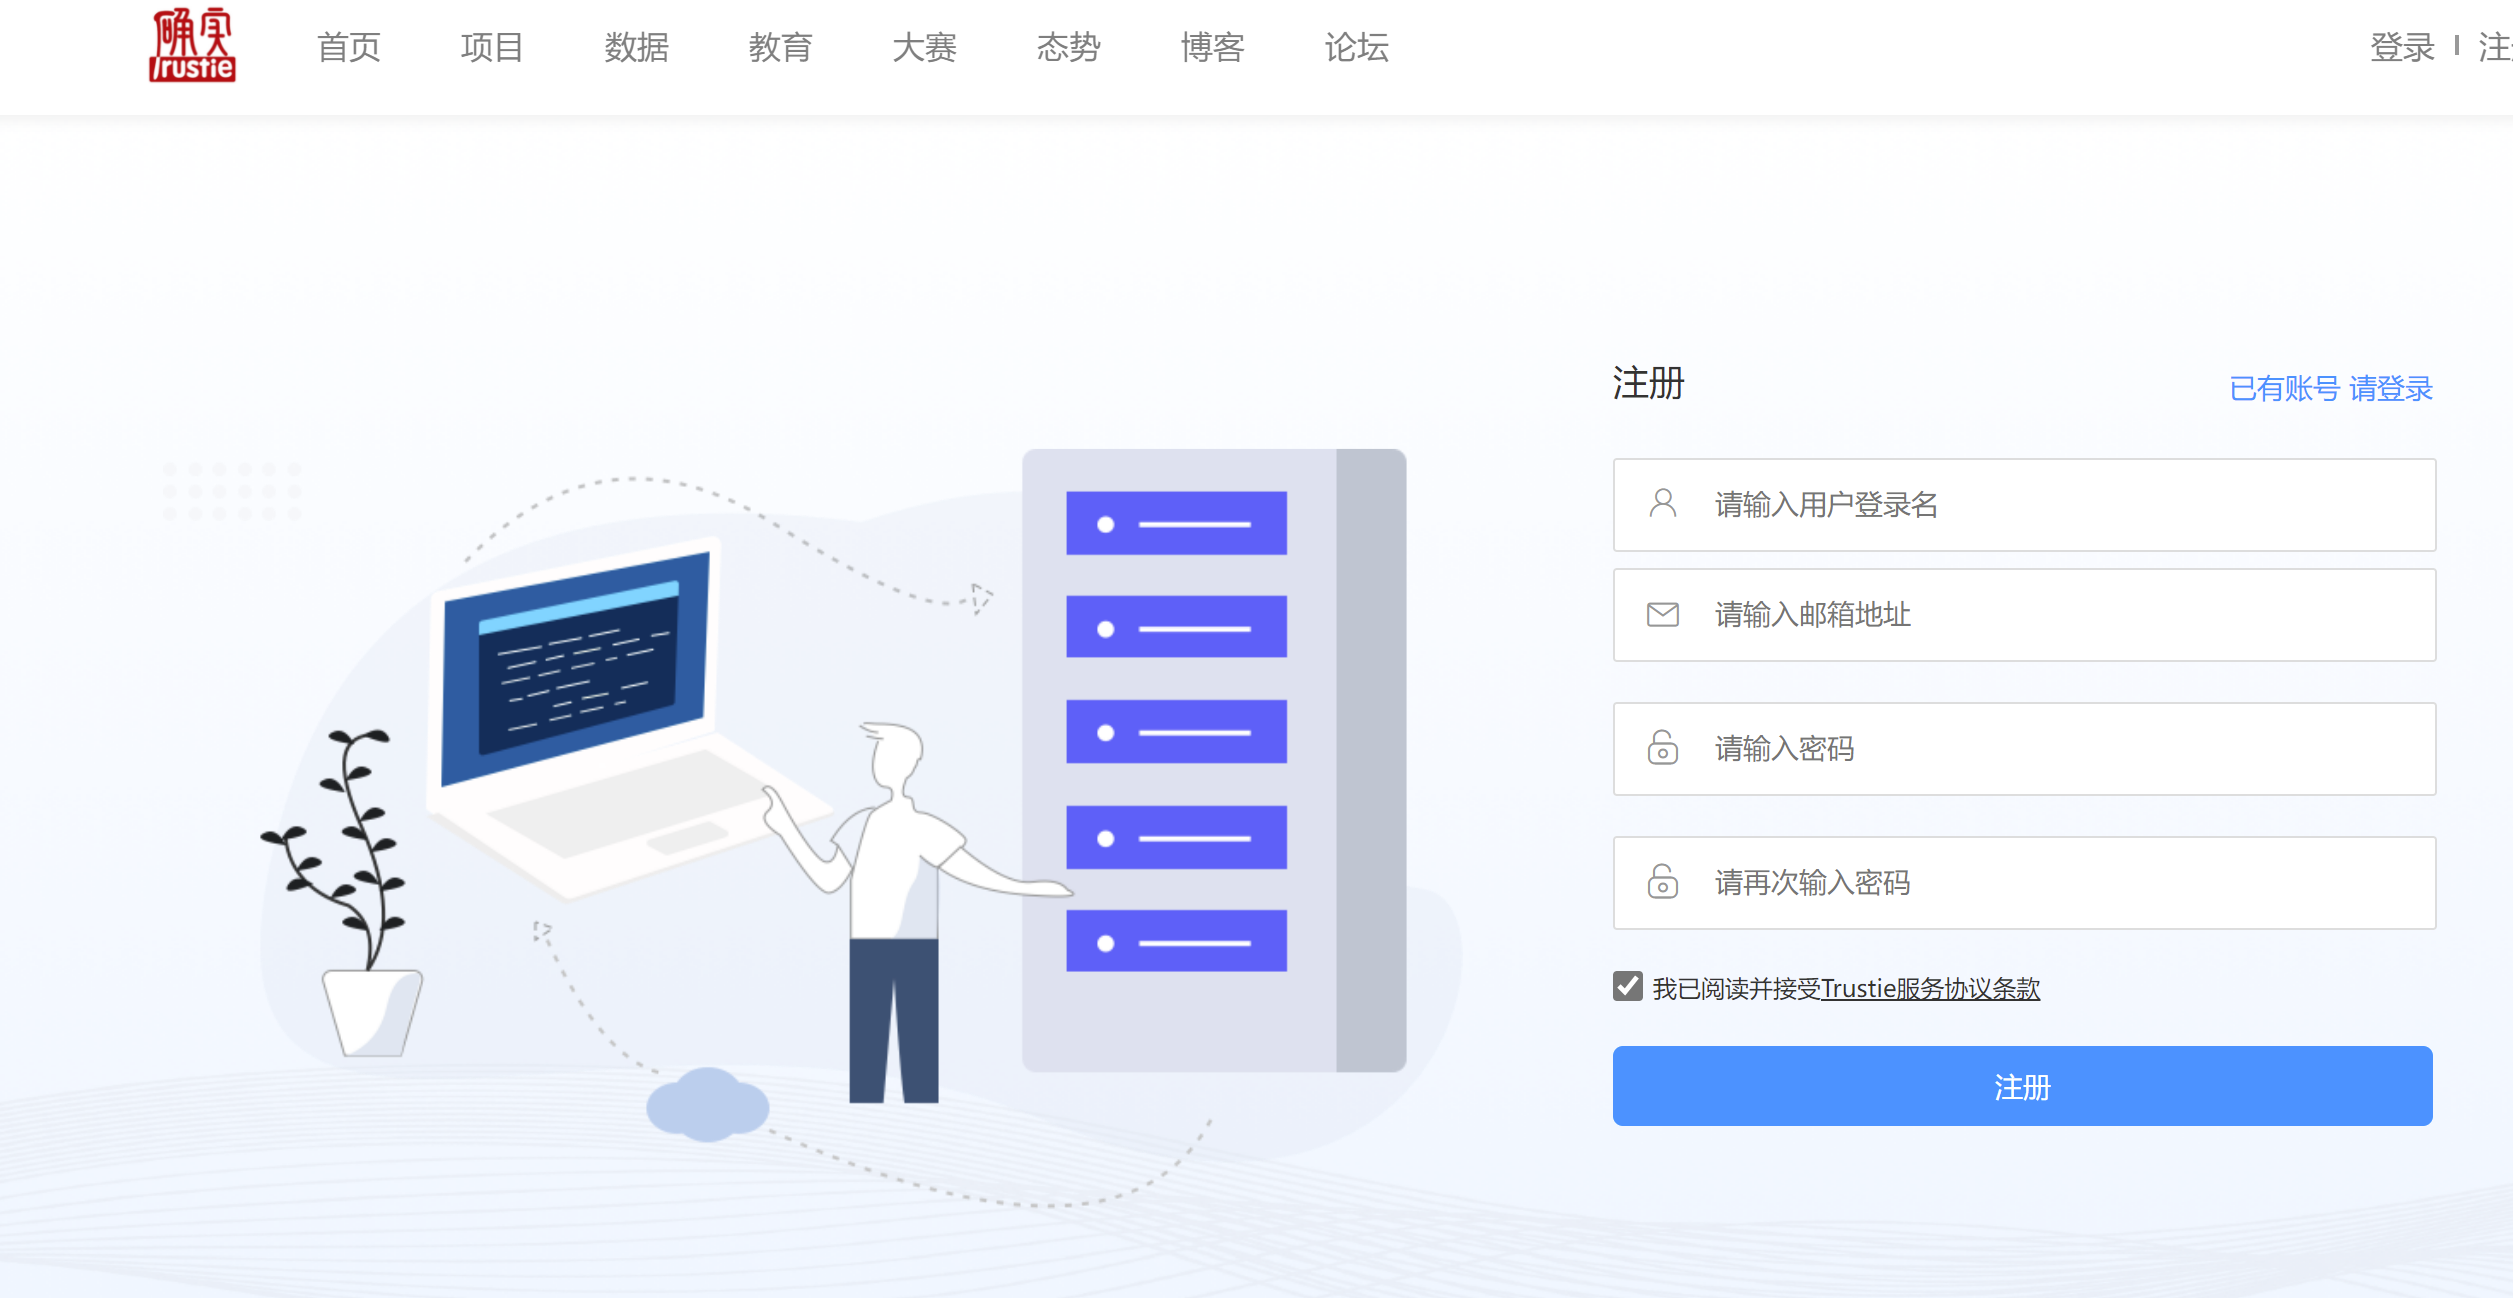 确实
Trustie
首页 项目 数据 教育 大赛 态势 博客 论坛
登录 | 注
注册
已有账号 请登录
请输入用户登录名
请输入邮箱地址
请输入密码
请再次输入密码
我已阅读并接受Trustie服务协议条款
注册